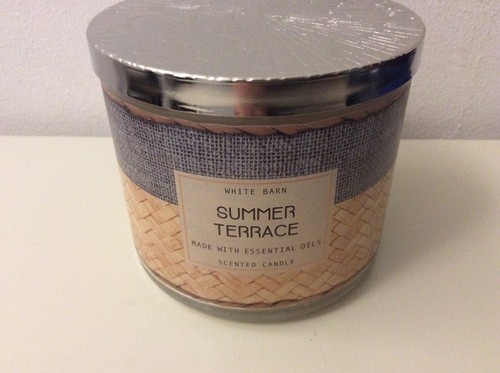 WHITE BARN
SUMMER
TERRACE
MADE WITH ESSENTIAL OILS
SCENTED CANDLE